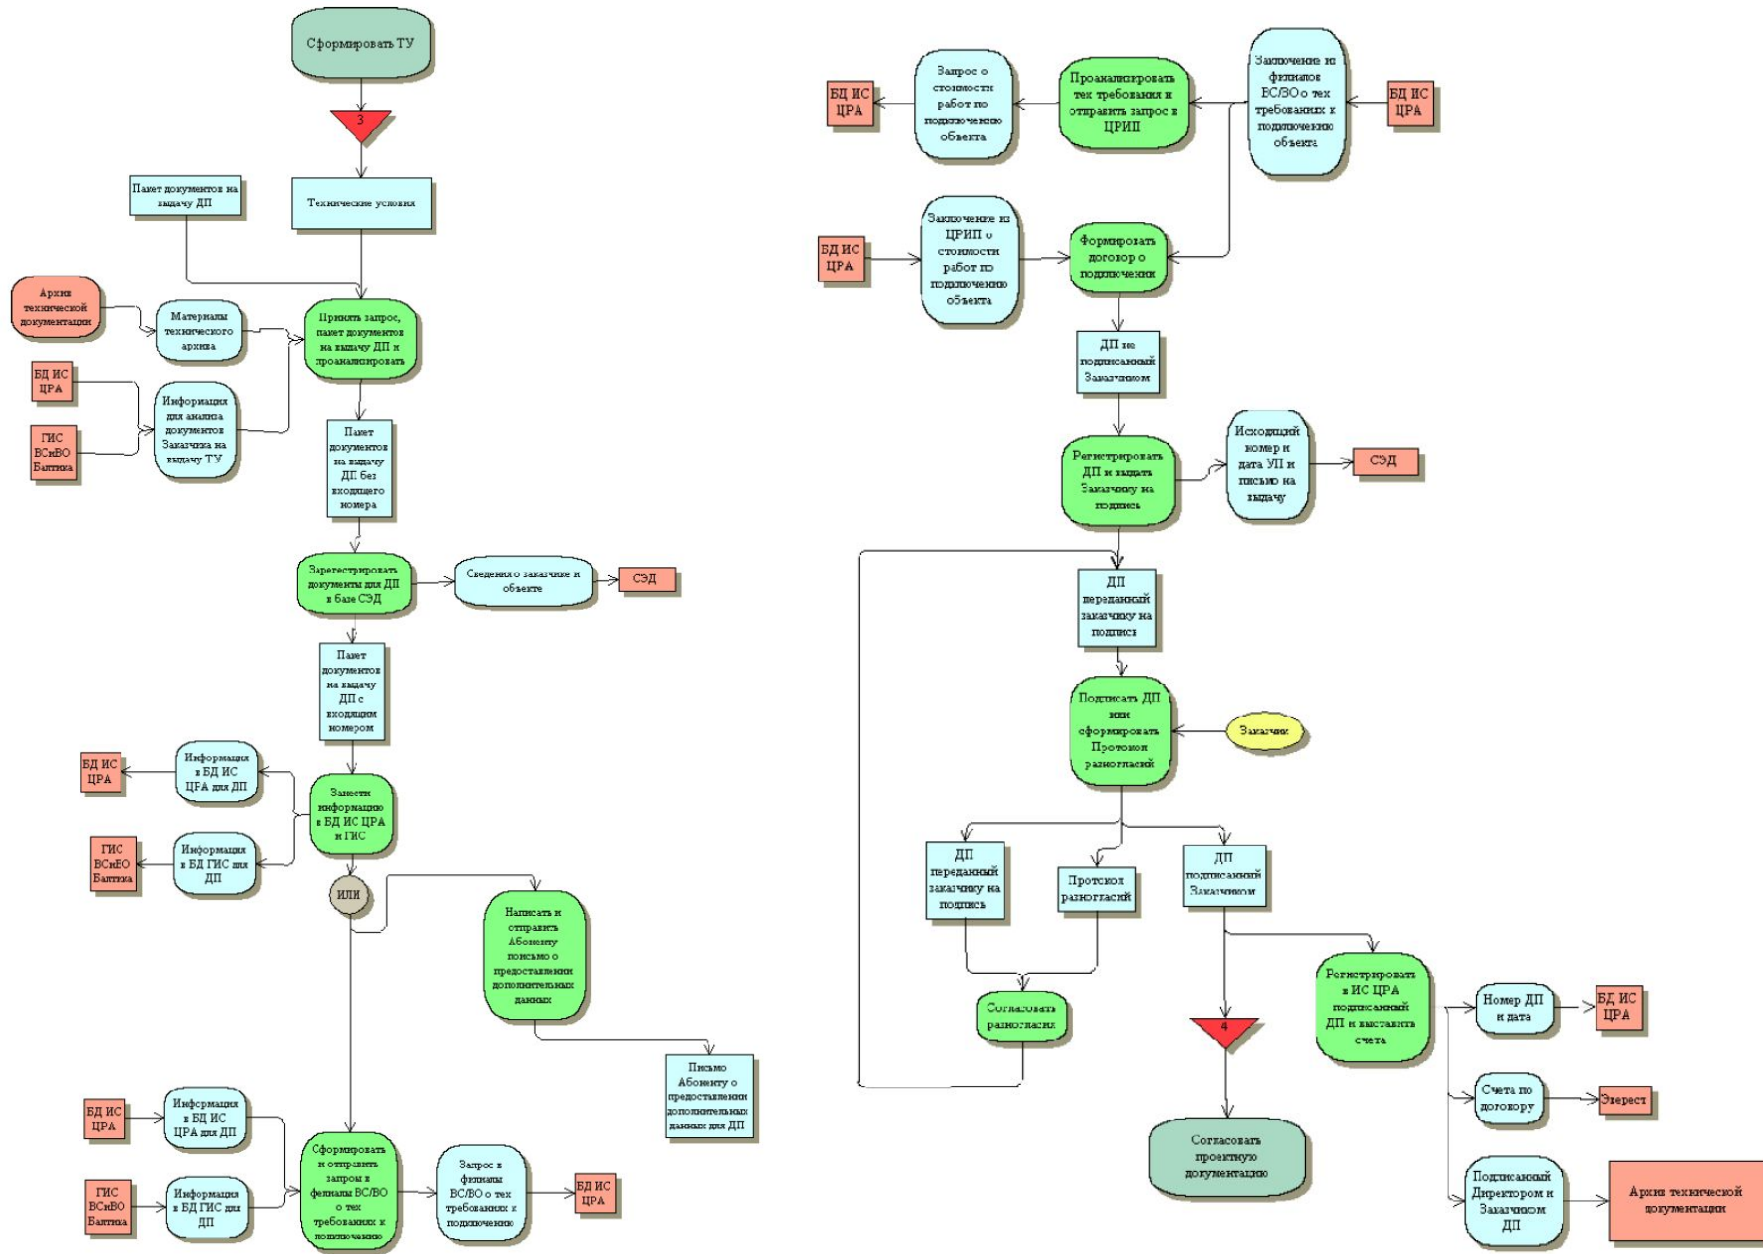 Сформировать ТУ
3
Пакет документов на
выдачу ДП
Технические условия
Архив
технической
документации
Материалы
технического
архива
Принять запрос,
пакет документов
на выдачу ДП и
проанализировать
БД ИС
ЦРА
ГИС
ВСиВО
Балтика
Информация
для анализа
документов
Заказчика на
выдачу ТУ
Пакет
документов
на выдачу
ДП без
входящего
номера
Зарегестрировать
документы для ДП
в базе СЭД
Сведения о заказчике и
объекте
СЭД
Пакет
документов
на выдачу
ДП с
входящим
номером
БД ИС
ЦРА
Информация
в БД ИС
ЦРА для ДП
Занести
информацию
в БД ИС ЦРА
и ГИС
ГИС
ВСиВО
Балтика
Информация
в БД ГИС для
ДП
ИЛИ
Написать и
отправить
Абоненту
письмо о
предоставлении
дополнительных
данных
Письмо
Абоненту о
предоставлении
дополнительных
данных для ДП
БД ИС
ЦРА
Информация
в БД ИС
ЦРА для ДП
ГИС
ВСиВО
Балтика
Информация
в БД ГИС для
ДП
Сформировать
и отправить
запросы в
филиалы ВС/ВО
о тех
требованиях к
подключению
Запрос в
филиалы
ВС/ВО о тех
требованиях к
подключению
БД ИС
ЦРА
БД ИС
ЦРА
Запрос о
стоимости
работ по
подключению
объекта
Проанализировать
тех требования и
отправить запрос в
ЦРИП
Заключение из
филиалов
ВС/ВО о тех
требованиях к
подключению
объекта
БД ИС
ЦРА
БД ИС
ЦРА
Заключение из
ЦРИП о
стоимости
работ по
подключению
объекта
Формировать
договор о
подключении
ДП не
подписанный
Заказчиком
Регистрировать
ДП и выдать
Заказчику на
подпись
Исходящий
номер и
дата УП и
письмо на
выдачу
СЭД
ДП
переданный
заказчику на
подпись
Подписать ДП
или
сформировать
Протокол
разногласий
Заказчик
ДП
переданный
заказчику на
подпись
Протокол
разногласий
ДП
подписанный
Заказчиком
Согласовать
разногласия
4
Согласовать
проектную
документацию
Регистрировать
в ИС ЦРА
подписанный
ДП и выставить
счета
Номер ДП
и дата
БД ИС
ЦРА
Счета по
договору
Эверест
Подписанный
Директором и
Заказчиком
ДП
Архив технической
документации